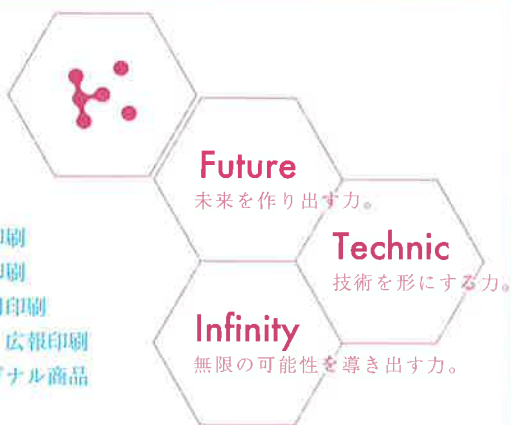 Future
未来を作り出す力。
Technic
技術を形にする力。
Infinity
無限の可能性を導き出す力。
印刷
印刷
印刷
広報印刷
ナル商品